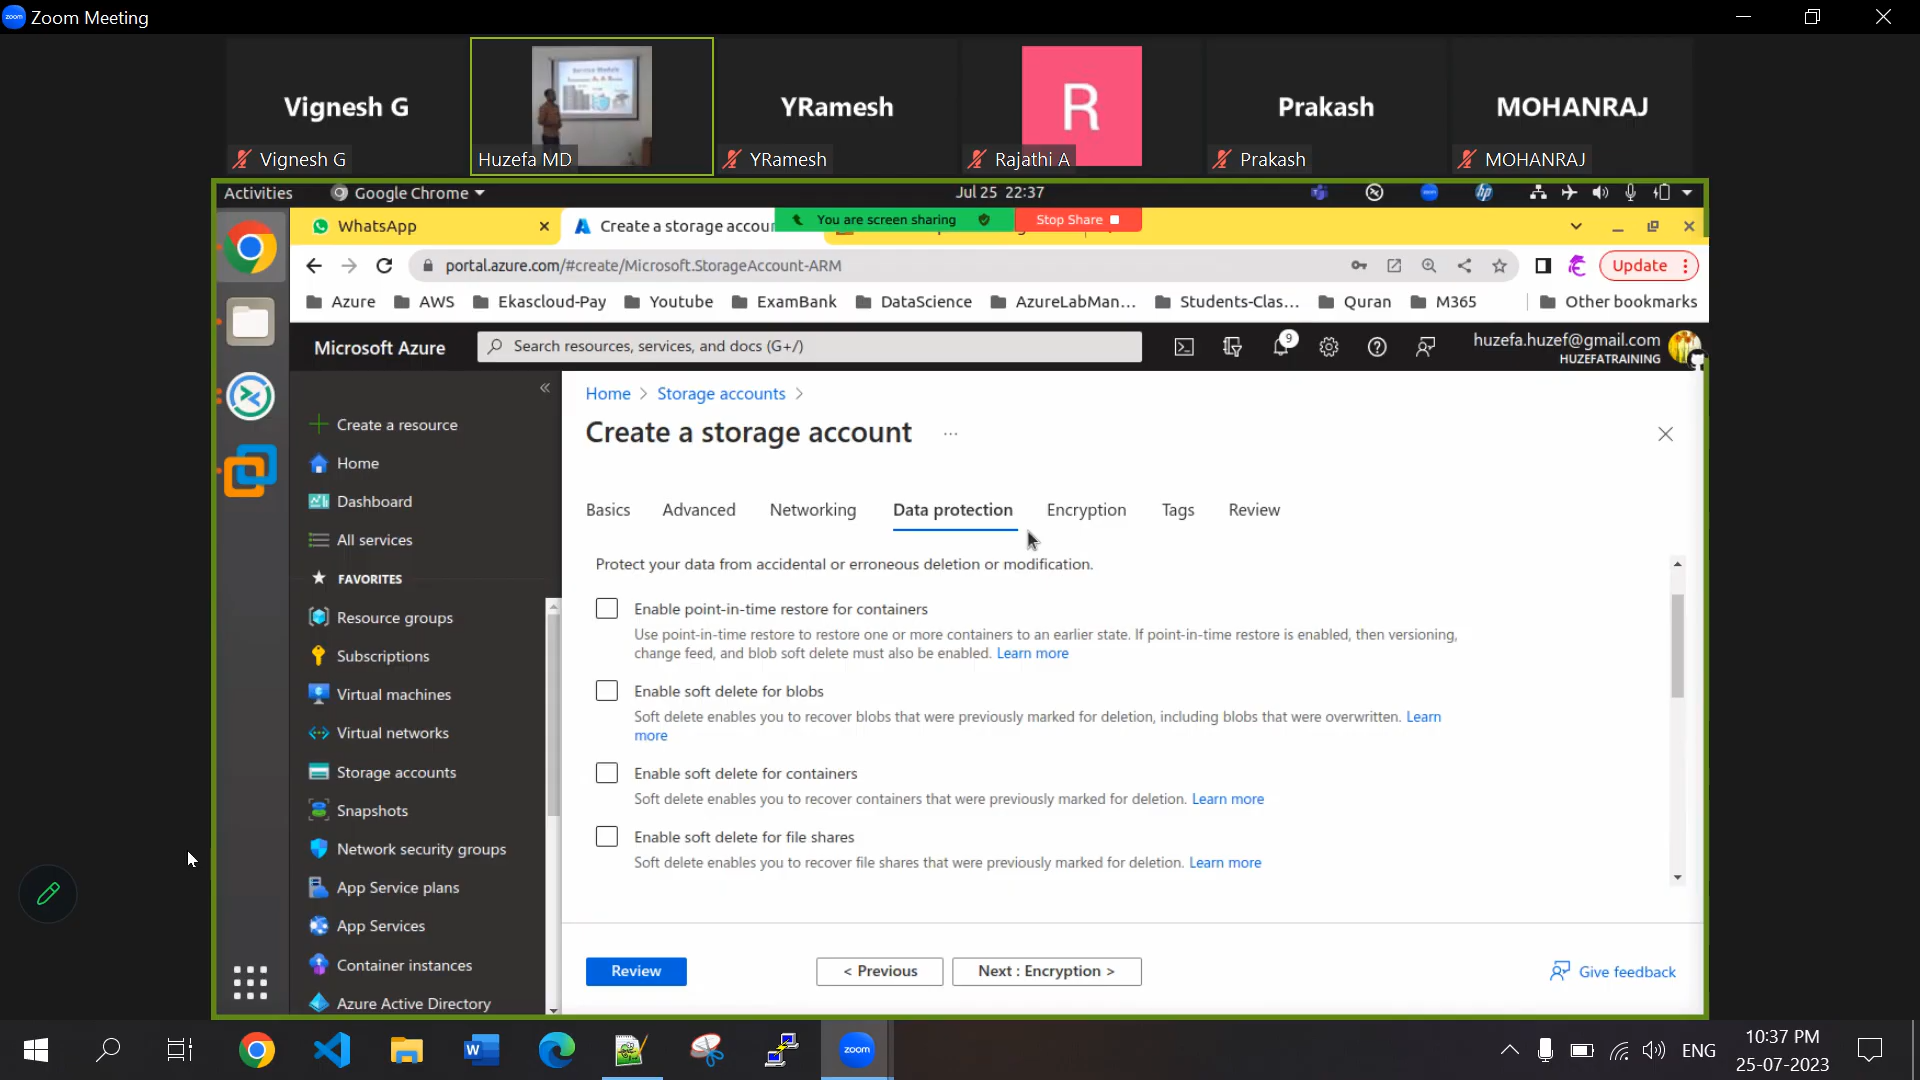 Zoom Meeting
Vignesh G
Vignesh G
Service Models
Huzefa MD
YRamesh
YRamesh
R
Rajathi A
Prakash
Prakash
MOHANRAJ
MOHANRAJ
Activities
Google Chrome
Jul 25 22:37
WhatsApp
Create a storage accou
You are screen sharing
Stop Share
portal.azure.com/#create/Microsoft.StorageAccount-ARM
Update
Azure
AWS
Ekascloud-Pay
Youtube
ExamBank
DataScience
AzureLabMan...
Students-Clas...
Quran
M365
Other bookmarks
Microsoft Azure
Search resources, services, and docs (G+/)
9
huzefa.huzef@gmail.com
HUZEFATRAINING
Create a resource
Home
Dashboard
All services
FAVORITES
Resource groups
Subscriptions
Virtual machines
Virtual networks
Storage accounts
Snapshots
Network security groups
App Service plans
App Services
Container instances
Azure Active Directory
Home > Storage accounts >
Create a storage account ...
Basics
Advanced
Networking
Data protection
Encryption
Tags
Review
Protect your data from accidental or erroneous deletion or modification.
Enable point-in-time restore for containers
Use point-in-time restore to restore one or more containers to an earlier state. If point-in-time restore is enabled, then versioning,
change feed, and blob soft delete must also be enabled. Learn more
Enable soft delete for blobs
Soft delete enables you to recover blobs that were previously marked for deletion, including blobs that were overwritten. Learn
more
Enable soft delete for containers
Soft delete enables you to recover containers that were previously marked for deletion. Learn more
Enable soft delete for file shares
Soft delete enables you to recover file shares that were previously marked for deletion. Learn more
Review
< Previous
Next : Encryption >
Give feedback
zoom
ENG
10:37 PM
25-07-2023